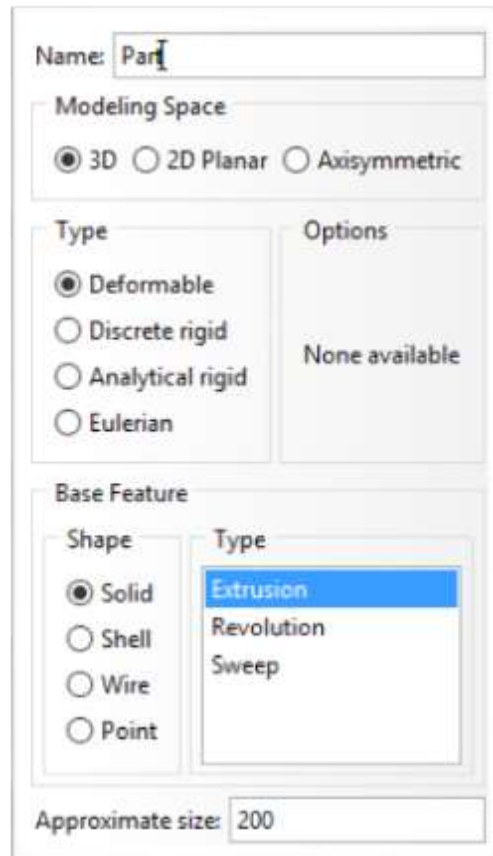 Name: Part
Modeling Space
3D 2D Planar Axisymmetric
Type
Deformable
Discrete rigid
Analytical rigid
Eulerian
Options
None available
Base Feature
Shape
Solid
Shell
Wire
Point
Type
Extrusion
Revolution
Sweep
Approximate size: 200